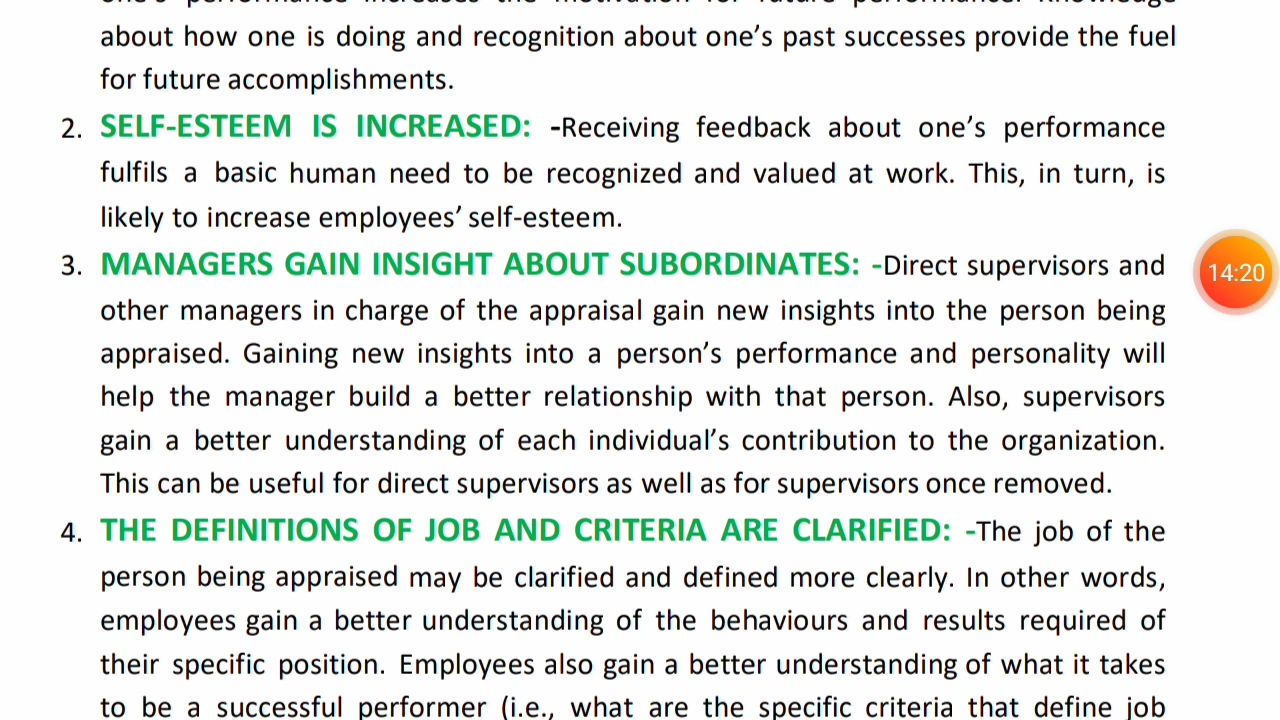 about how one is doing and recognition about one’s past successes provide the fuel
for future accomplishments.
2. SELF-ESTEEM IS INCREASED: -Receiving feedback about one’s performance
fulfils a basic human need to be recognized and valued at work. This, in turn, is
likely to increase employees’ self-esteem.
3. MANAGERS GAIN INSIGHT ABOUT SUBORDINATES: -Direct supervisors and
other managers in charge of the appraisal gain new insights into the person being
appraised. Gaining new insights into a person’s performance and personality will
help the manager build a better relationship with that person. Also, supervisors
gain a better understanding of each individual’s contribution to the organization.
This can be useful for direct supervisors as well as for supervisors once removed.
4. THE DEFINITIONS OF JOB AND CRITERIA ARE CLARIFIED: -The job of the
person being appraised may be clarified and defined more clearly. In other words,
employees gain a better understanding of the behaviours and results required of
their specific position. Employees also gain a better understanding of what it takes
to be a successful performer (i.e., what are the specific criteria that define job
14:20